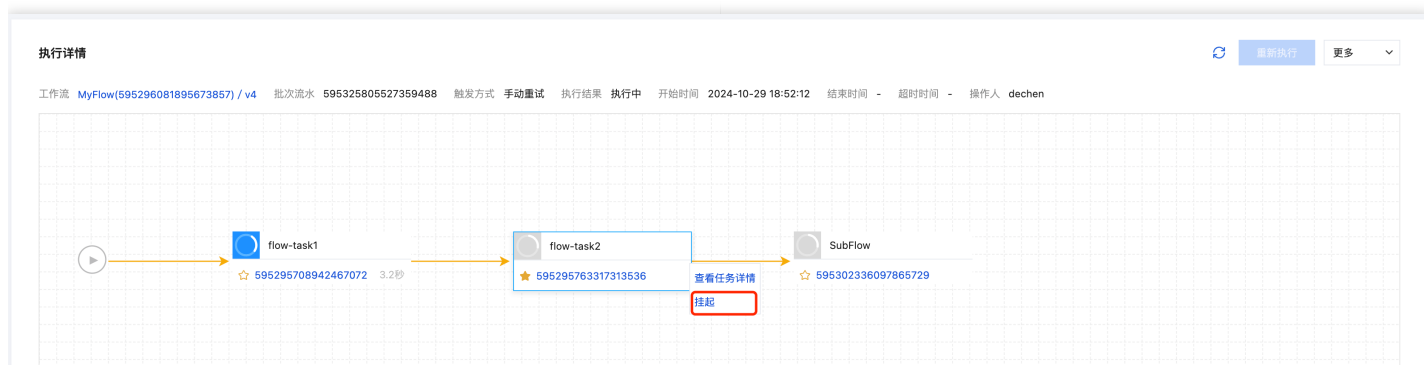 执行详情
重新执行
更多
工作流 MyFlow(595296081895673857) / v4 批次流水 595325805527359488 触发方式 手动重试 执行结果 执行中 开始时间 2024-10-29 18:52:12 结束时间 - 超时时间 - 操作人 dechen
flow-task1
595295708942467072 3.2秒
flow-task2
595295763317313536
查看任务详情
挂起
SubFlow
595302336097865729